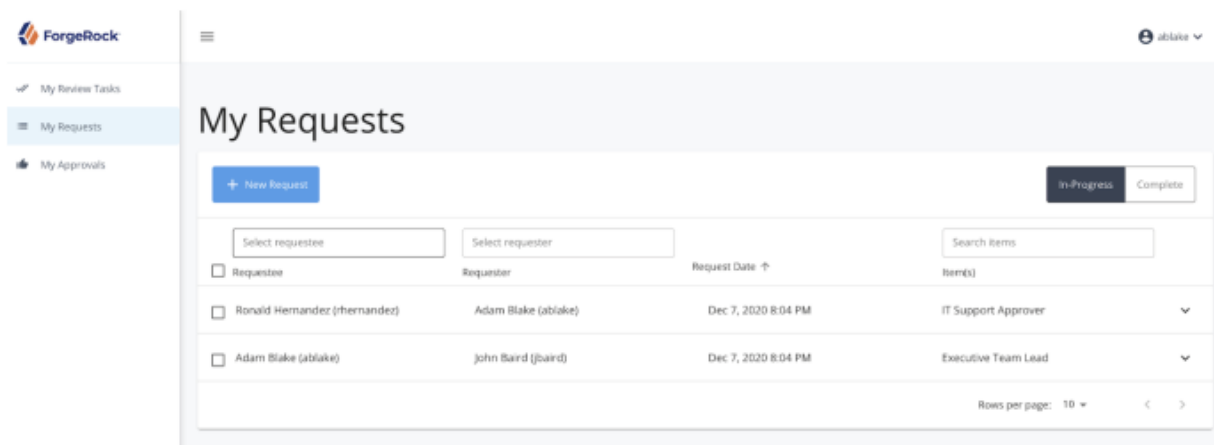 ForgeRock
ablake
My Review Tasks
My Requests
My Approvals
My Requests
+ New Request
In-Progress Complete
Select requestee Select requester Search items
Requestee Requester Request Date ↑ Item(s)
Ronald Hernandez (rhernandez) Adam Blake (ablake) Dec 7, 2020 8:04 PM IT Support Approver
Adam Blake (ablake) John Baird (jbaird) Dec 7, 2020 8:04 PM Executive Team Lead
Rows per page: 10